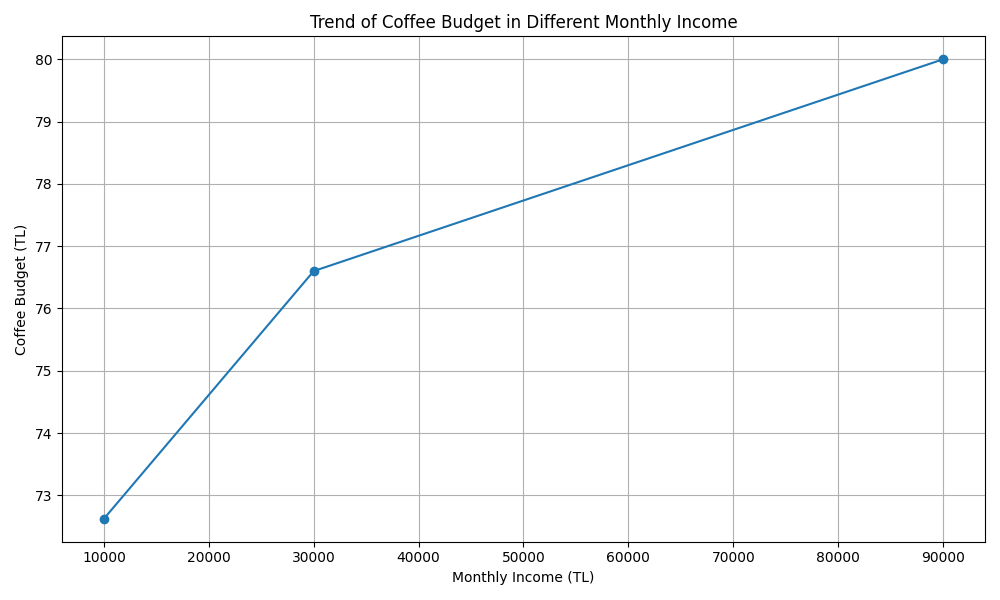 Trend of Coffee Budget in Different Monthly Income
80
79
78
77
76
75
74
73
Coffee Budget (TL)
10000 20000 30000 40000 50000 60000 70000 80000 90000
Monthly Income (TL)